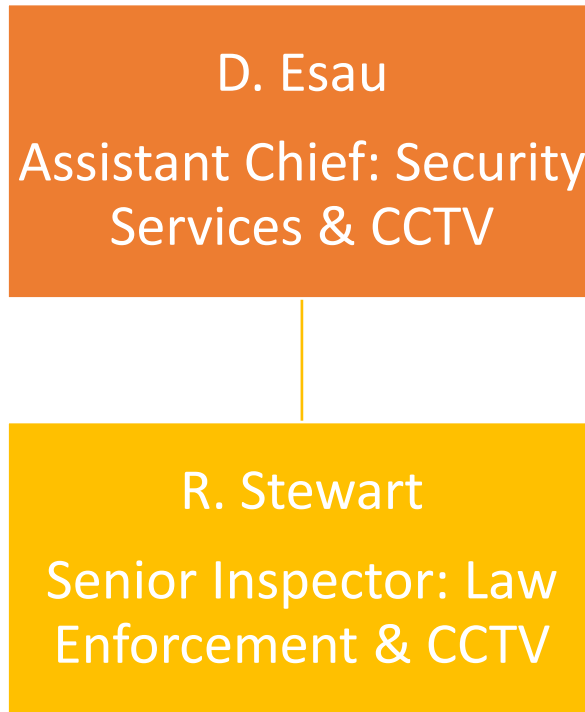 D. Esau
Assistant Chief: Security
Services & CCTV
R. Stewart
Senior Inspector: Law
Enforcement & CCTV